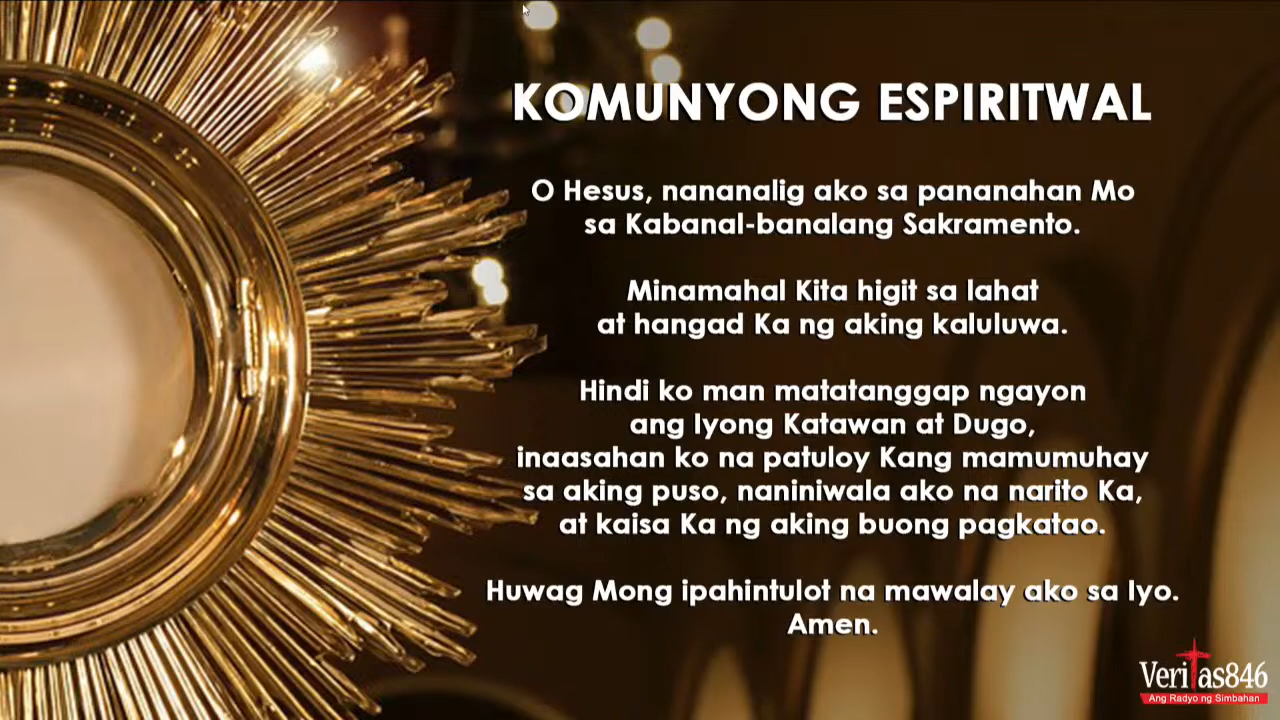 KOMUNYONG ESPIRITWAL
O Hesus, nananalig ako sa pananahan Mo
sa Kabanal-banalang Sakramento.
Minamahal Kita higit sa lahat
at hangad Ka ng aking kaluluwa.
Hindi ko man matatanggap ngayon
ang Iyong Katawan at Dugo,
inaasahan ko na patuloy Kang mamumuhay
sa aking puso, naniniwala ako na narito Ka,
at kaisa Ka ng aking buong pagkatao.
Huwag Mong ipahintulot na mawalay ako sa Iyo.
Amen.
Veritas846
Ang Radyo ng Simbahan